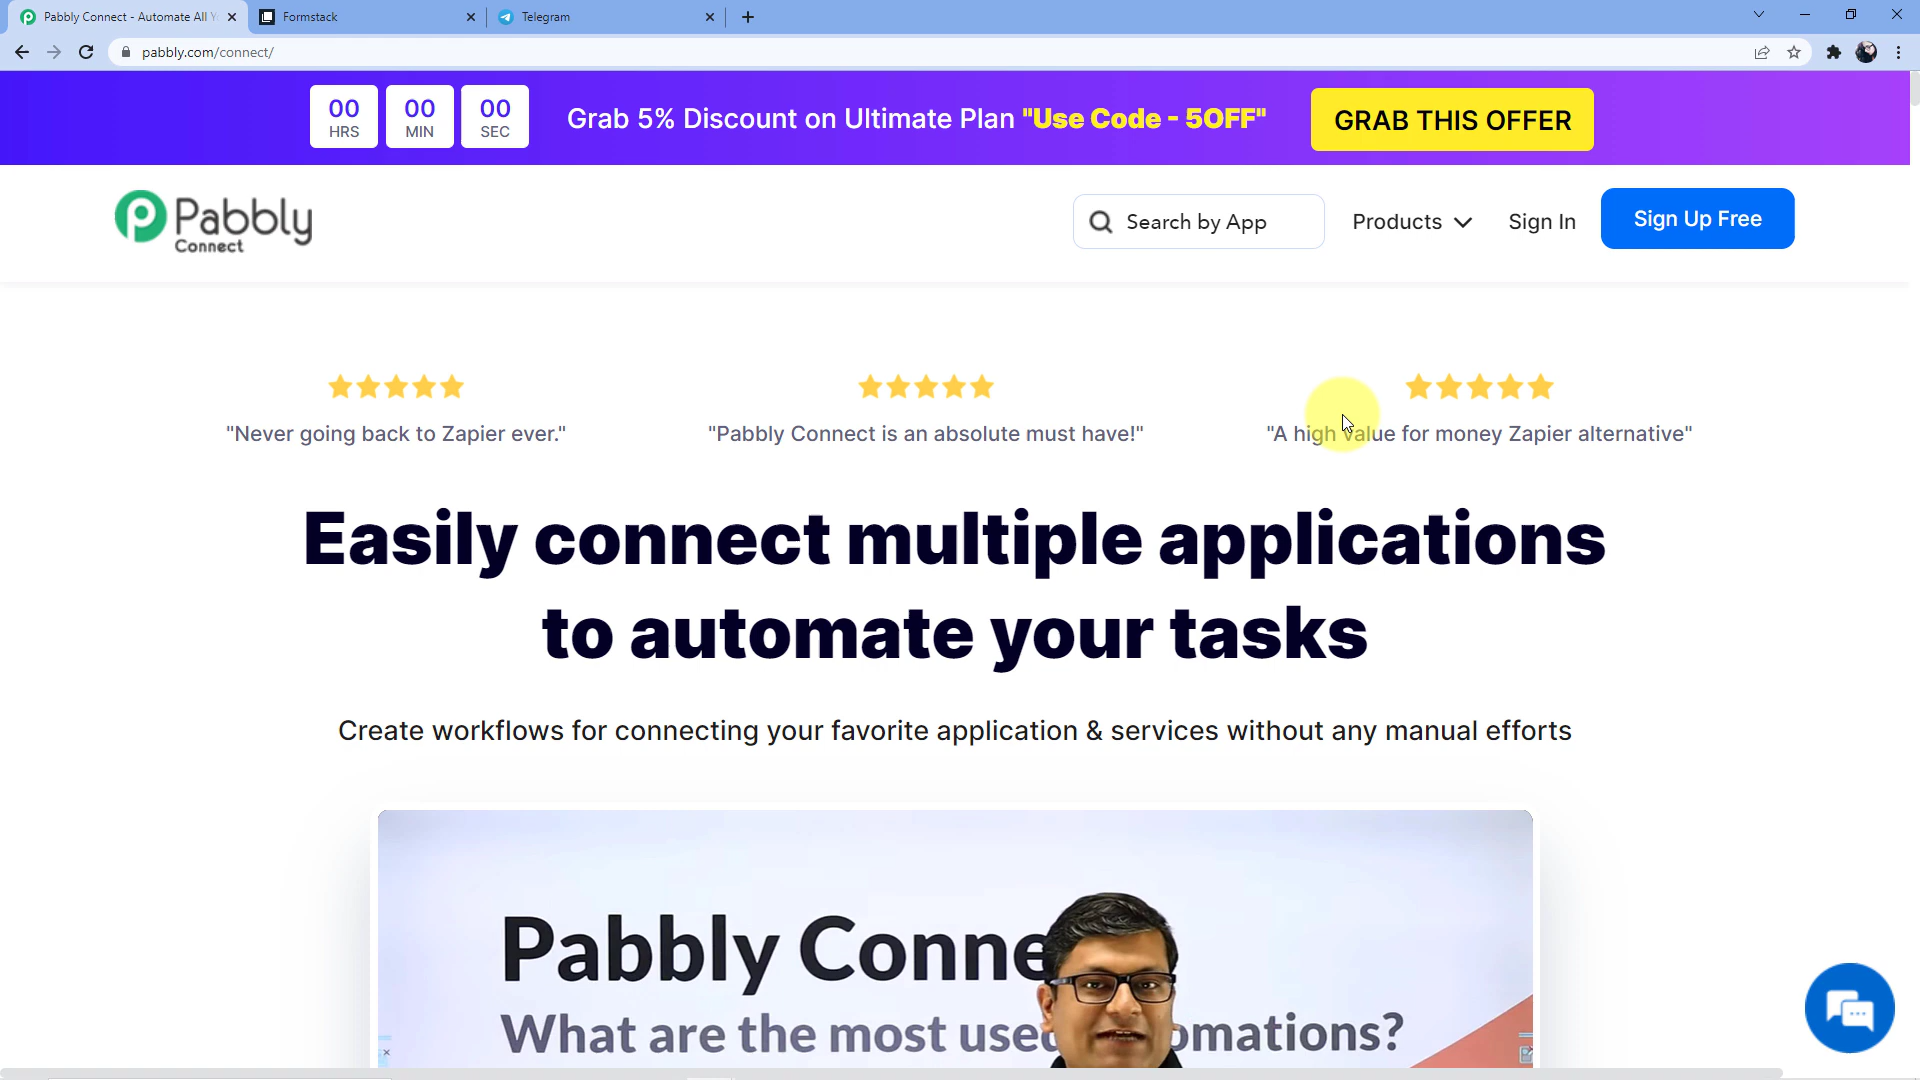 Pabbly Connect - Automate All Y
Formstack
Telegram
pabbly.com/connect/
00 HRS
00 MIN
00 SEC
Grab 5% Discount on Ultimate Plan "Use Code - 5OFF"
GRAB THIS OFFER
Pabbly
Connect
Search by App
Products
Sign In
Sign Up Free
"Never going back to Zapier ever."
"Pabbly Connect is an absolute must have!"
"A high value for money Zapier alternative"
Easily connect multiple applications
to automate your tasks
Create workflows for connecting your favorite application & services without any manual efforts
Pabbly Conne
What are the most used omations?